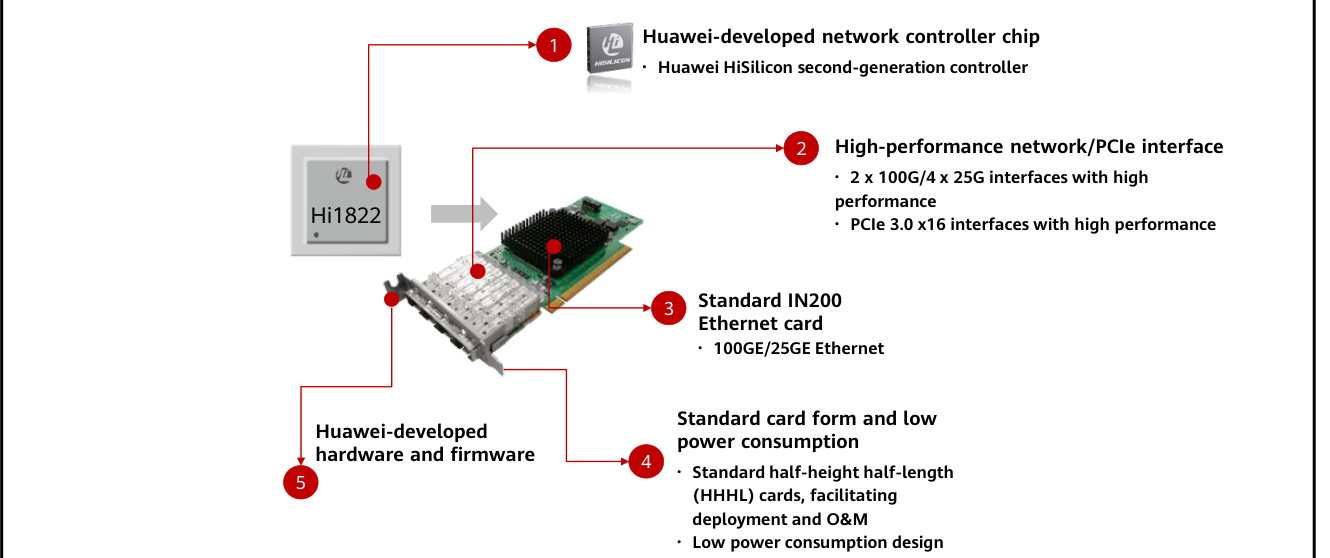 1
HISILICON
Huawei-developed network controller chip
· Huawei HiSilicon second-generation controller
Hi1822
2
High-performance network/PCIe interface
· 2 x 100G/4 x 25G interfaces with high
performance
· PCIe 3.0 x16 interfaces with high performance
3
Standard IN200
Ethernet card
· 100GE/25GE Ethernet
4
Standard card form and low
power consumption
· Standard half-height half-length
(HHHL) cards, facilitating
deployment and O&M
· Low power consumption design
5
Huawei-developed
hardware and firmware